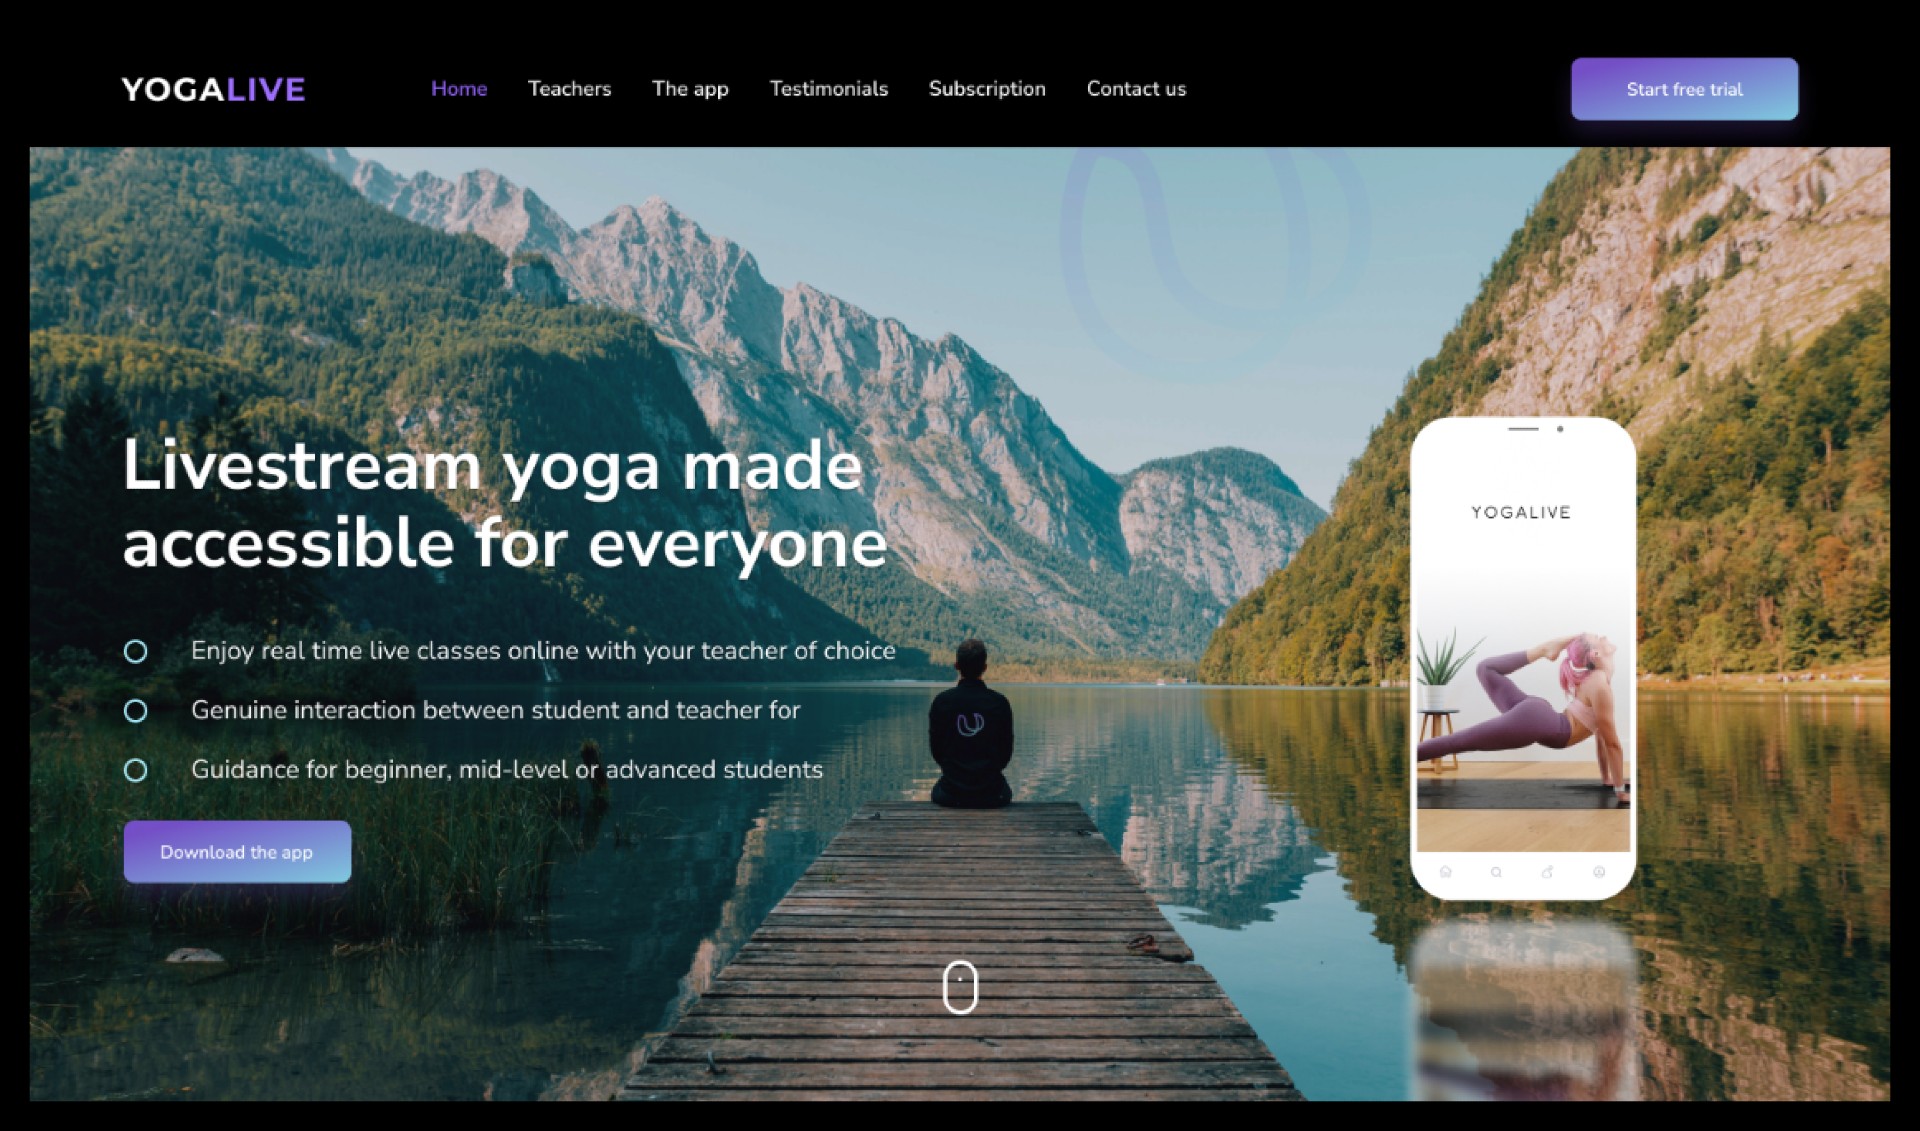 YOGALIVE
Home Teachers The app Testimonials Subscription Contact us
Start free trial
Livestream yoga made
accessible for everyone
Enjoy real time live classes online with your teacher of choice
Genuine interaction between student and teacher for
Guidance for beginner, mid-level or advanced students
Download the app
YOGALIVE